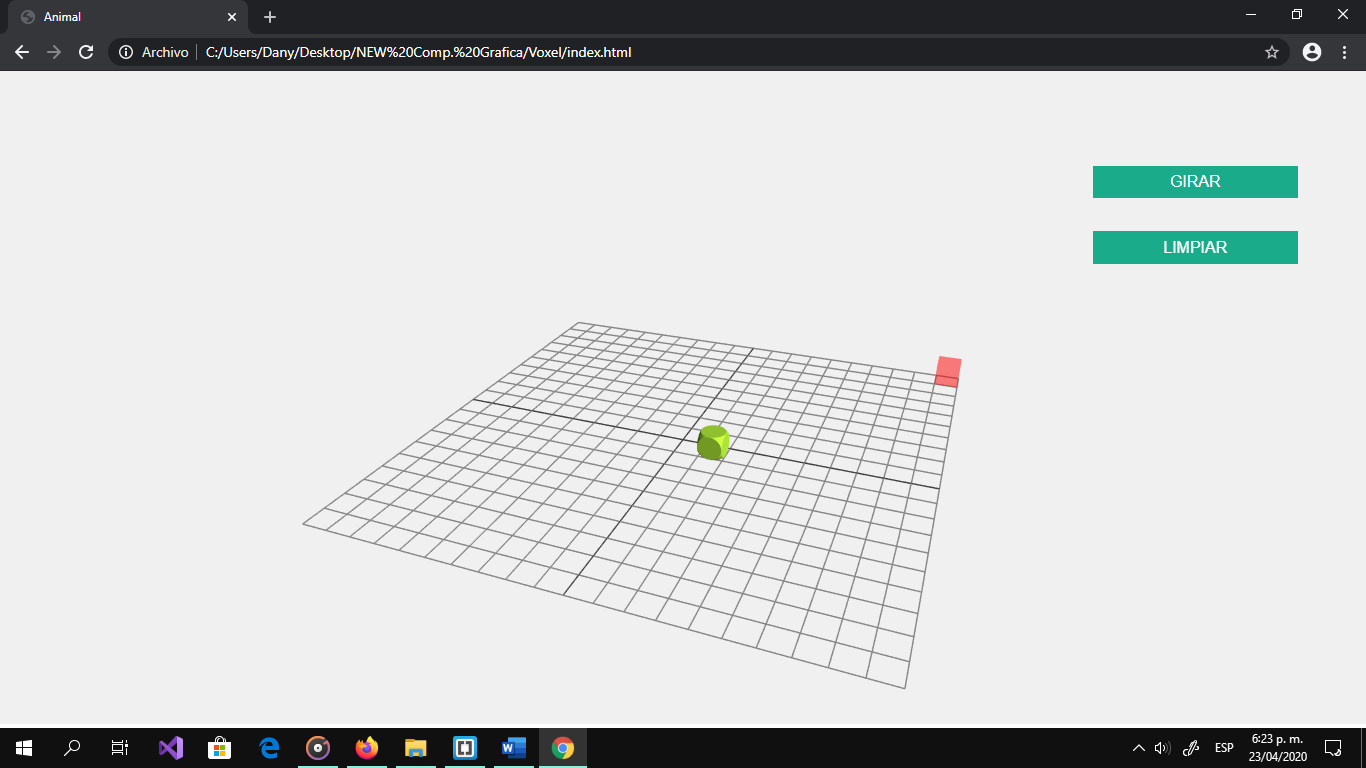 Animal
Archivo C:/Users/Dany/Desktop/NEW%20Comp.%20Grafica/Voxel/index.html
GIRAR
LIMPIAR
ESP
6:23 p. m.
23/04/2020